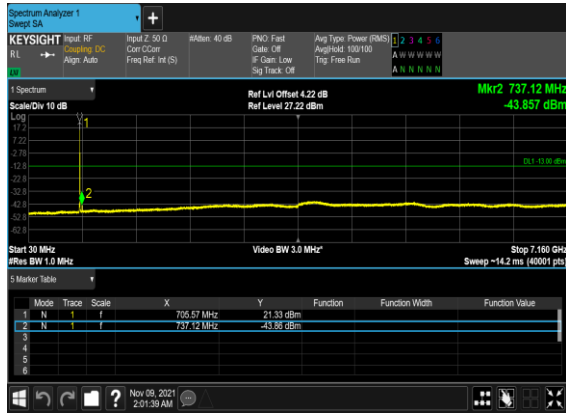 Spectrum Analyzer 1
Swept SA
KEYSIGHT Input: RF Input Z: 50 Ω #Atten: 40 dB PNO: Fast Avg Type: Power (RMS) 1 2 3 4 5 6
RL Coupling: DC Corr CCorr Gate: Off Avg|Hold: 100/100 A W W W W W
Align: Auto Freq Ref: Int (S) IF Gain: Low Trig: Free Run
LW Sig Track: Off A N N N N N
1 Spectrum Ref Lvl Offset 4.22 dB Mkr2 737.12 MHz
Scale/Div 10 dB Ref Level 27.22 dBm -43.857 dBm
Log
17.2
7.22
-2.78
-12.8
-22.8
-32.8
-42.8
-52.8
-62.8
1
2
DL1 -13.00 dBm
Start 30 MHz Video BW 3.0 MHz* Stop 7.160 GHz
#Res BW 1.0 MHz Sweep ~14.2 ms (40001 pts)
5 Marker Table
Mode Trace Scale X Y Function Function Width Function Value
1 N 1 f 705.57 MHz 21.33 dBm
2 N 1 f 737.12 MHz -43.86 dBm
3
4
5
6
? Nov 09, 2021
2:01:39 AM